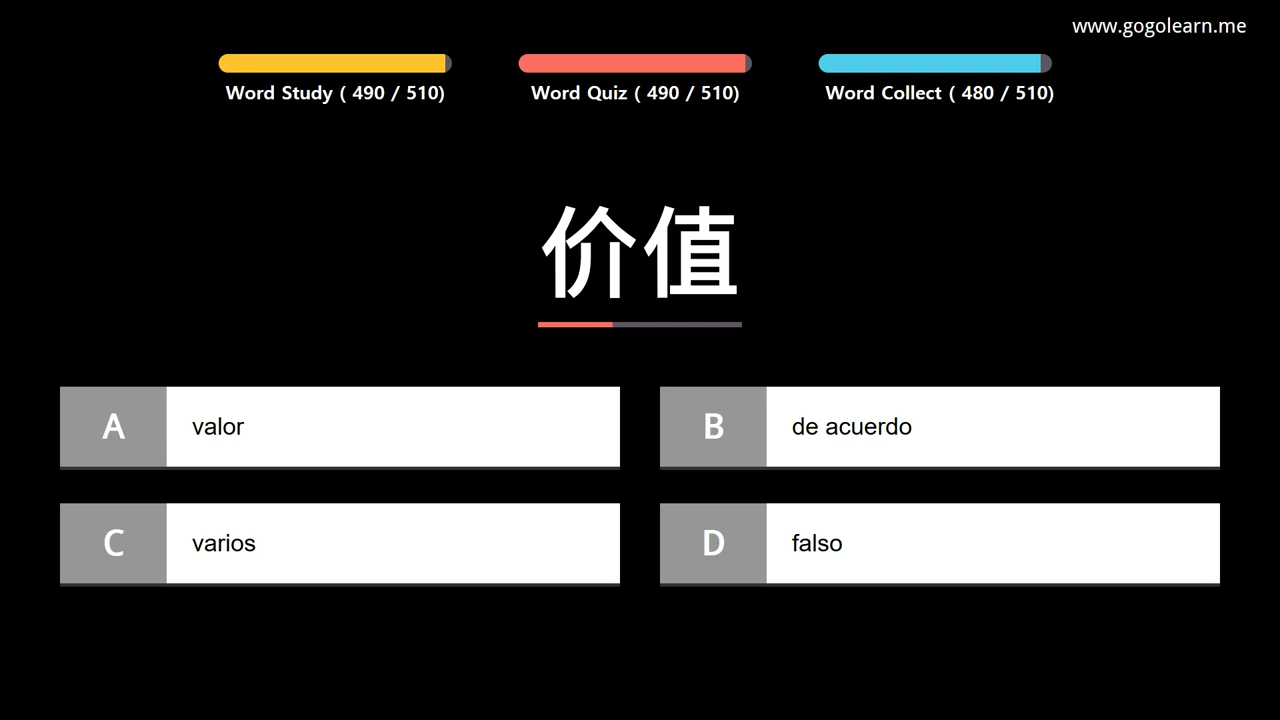 www.gogolearn.me
Word Study ( 490 / 510)
Word Quiz ( 490 / 510)
Word Collect ( 480 / 510)
价值
A valor
B de acuerdo
C varios
D falso